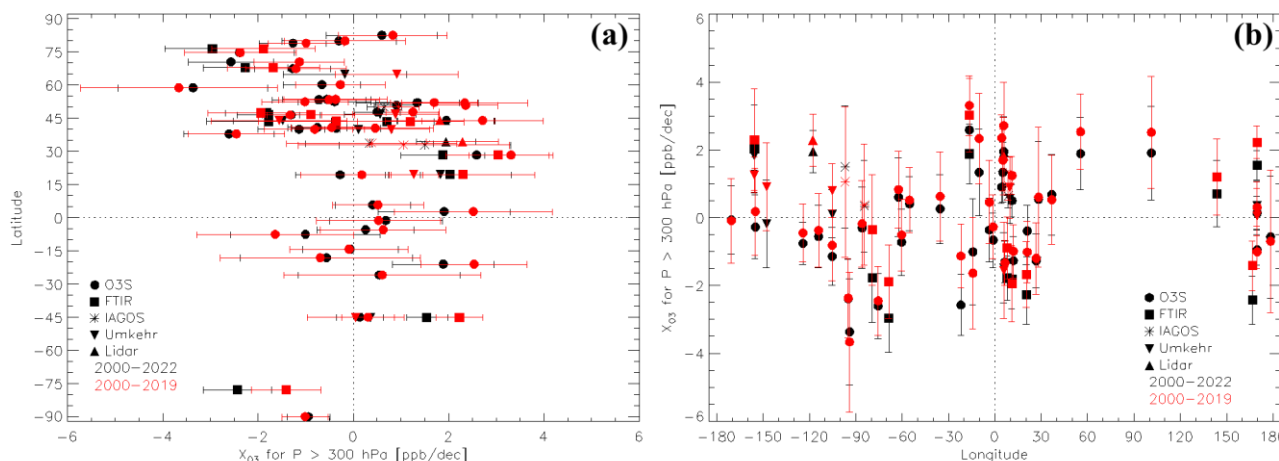 (a)
90
75
60
45
30
15
0
-15
-30
-45
-60
-75
-90
Latitude
O3S
FTIR
IAGOS
Umkehr
Lidar
2000-2022
2000-2019
-6 -4 -2 0 2 4 6
X_O3 for P > 300 hPa [ppb/dec]
(b)
6
4
2
0
-2
-4
-6
X_O3 for P > 300 hPa [ppb/dec]
O3S
FTIR
IAGOS
Umkehr
Lidar
2000-2022
2000-2019
-180 -150 -120 -90 -60 -30 0 30 60 90 120 150 180
Longitude